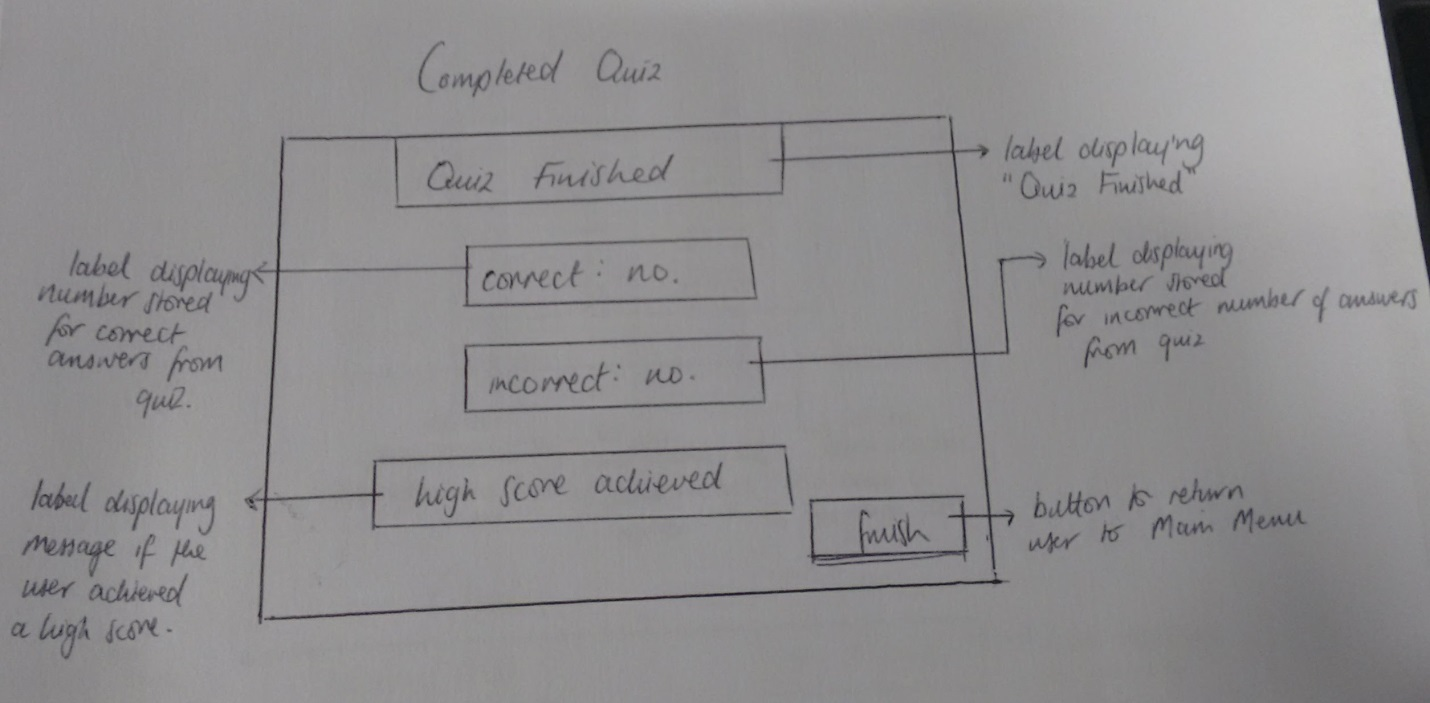 Completed Quiz
Quiz Finished
label displaying
"Quiz Finished"
correct: no.
label displaying
number stored
for correct
answers from
quiz.
incorrect: no.
label displaying
number stored
for incorrect number of answers
from quiz
high score achieved
label displaying
message if the
user achieved
a high score.
finish
button to return
user to Main Menu